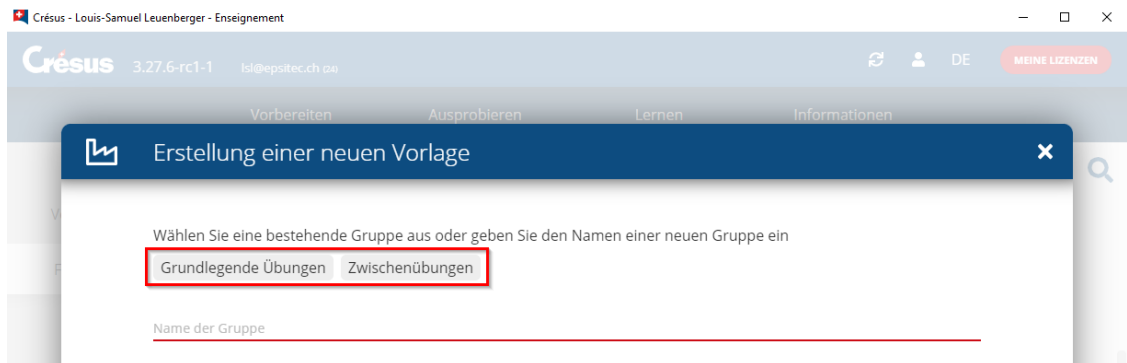 Crésus - Louis-Samuel Leuenberger - Enseignement
Crésus 3.27.6-rc1-1 lsl@epsitec.ch (24) DE MEINE LIZENZEN
Vorbereiten Ausprobieren Lernen Informationen
Erstellung einer neuen Vorlage
Wählen Sie eine bestehende Gruppe aus oder geben Sie den Namen einer neuen Gruppe ein
Grundlegende Übungen Zwischenübungen
Name der Gruppe